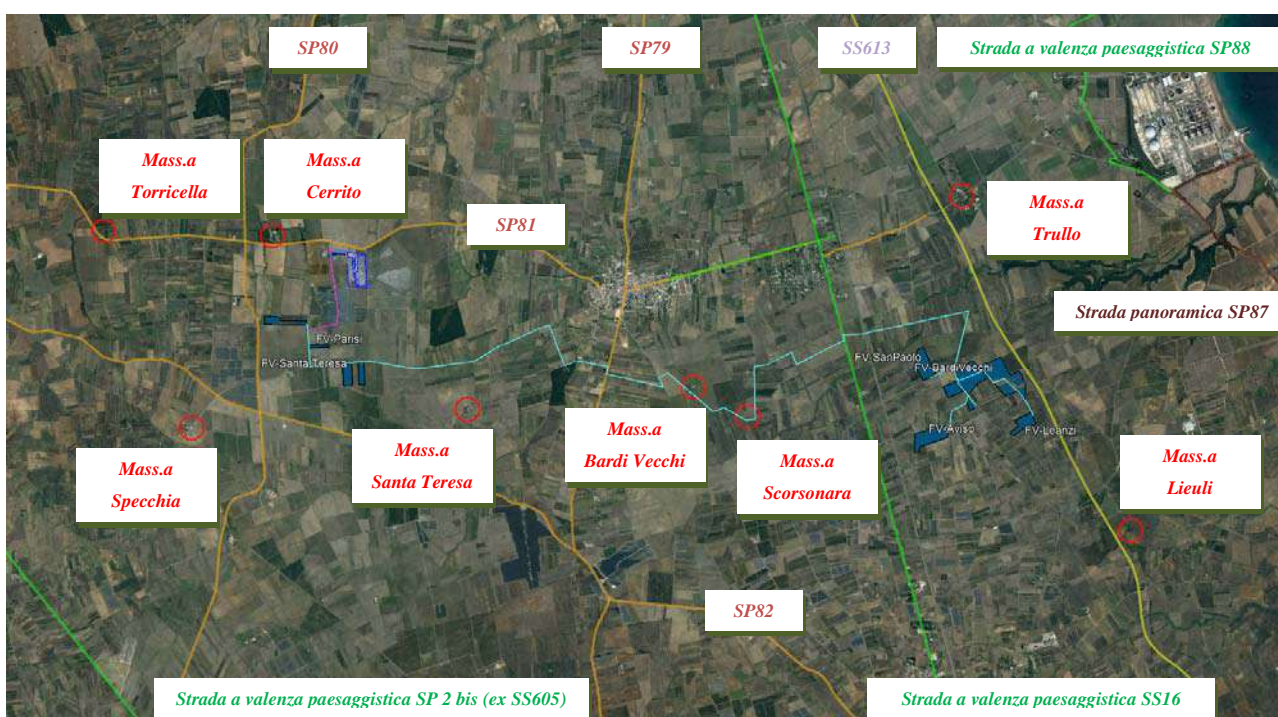 SP80
SP79
SS613
Strada a valenza paesaggistica SP88
Mass.a
Torricella
Mass.a
Cerrito
Mass.a
Trullo
SP81
Strada panoramica SP87
FV-Parisi
FV-Santa Teresa
FV-SanPaolo
FV-BardiVecchi
FV-Aviso
FV-Leanzi
Mass.a
Specchia
Mass.a
Santa Teresa
Mass.a
Bardi Vecchi
Mass.a
Scorsonara
Mass.a
Lieuli
SP82
Strada a valenza paesaggistica SP 2 bis (ex SS605)
Strada a valenza paesaggistica SS16